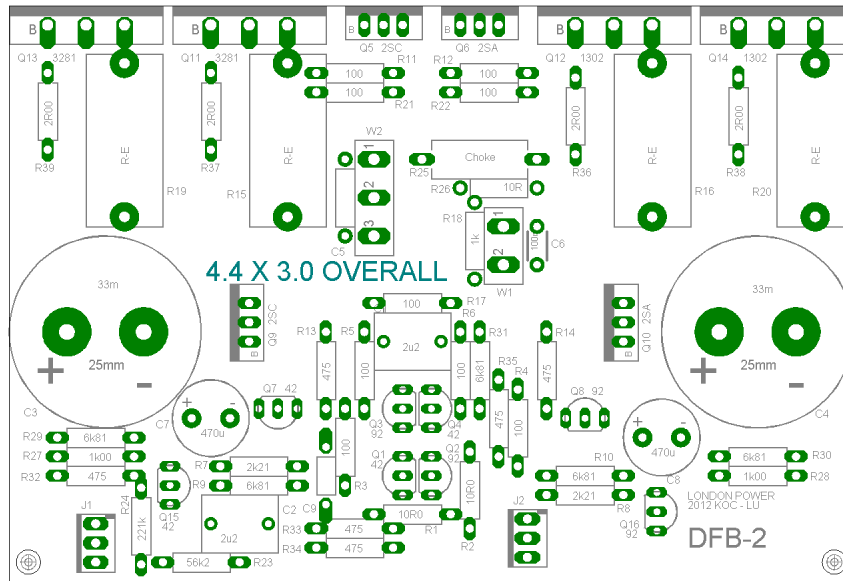 B
B
B
B
B
B
Q13 3281
Q11 3281
Q5 2SC
Q6 2SA
Q12 1302
Q14 1302
R11
R12
100
100
100
100
R21
R22
2R00
R-E
2R00
R-E
2R00
R-E
2R00
R-E
W2
1
2
3
Choke
R39
R37
R25
R36
R38
R19
R15
R26
10R
R16
R20
R18
1k
1
2
100n
C6
C5
W1
4.4 X 3.0 OVERALL
33m
33m
25mm
25mm
+
-
+
-
2SC
Q9
B
2SA
Q10
B
100
R17
R13
R5
R6
R31
R14
2u2
475
100
100
6k81
R35
R4
475
C3
C7
C4
Q7 42
Q8 92
+
-
470u
+
-
470u
C8
Q3
92
Q4
42
475
100
R29
6k81
R27
1k00
R32
475
100
R3
Q1
42
Q2
92
R10
6k81
2k21
R8
6k81
R30
1k00
R28
R7
2k21
R9
6k81
R24
221k
Q15
42
C2
2u2
C9
10R0
R1
10R0
R2
LONDON POWER
2012 KOC - LU
J1
J2
R33
475
R34
475
Q16
92
DFB-2
56k2
R23